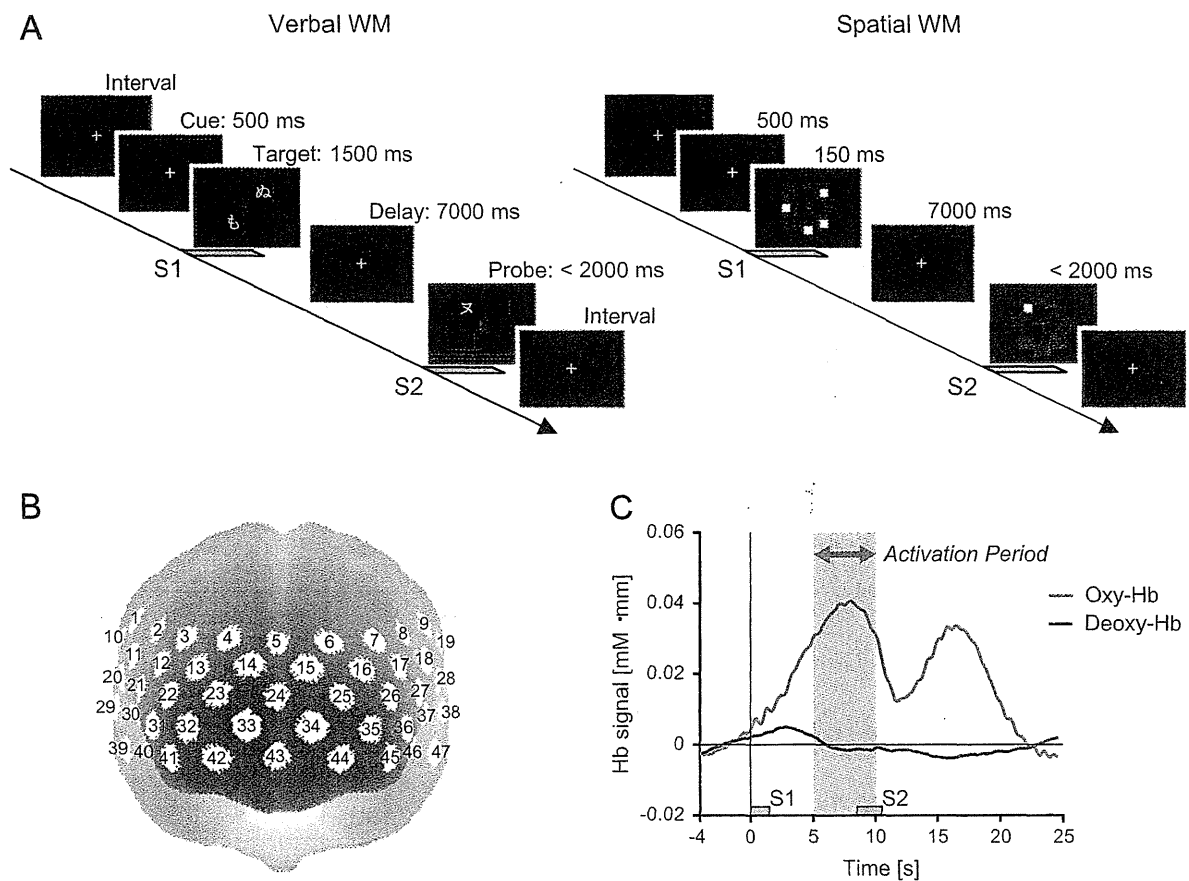 A
Verbal WM
Spatial WM
Interval
Cue: 500 ms
Target: 1500 ms
ぬ
も
Delay: 7000 ms
S1
Probe: < 2000 ms
ヌ
Interval
S2
500 ms
150 ms
7000 ms
S1
< 2000 ms
S2
B
1 2 3 4 5 6 7 8 9
10 11 12 13 14 15 16 17 18 19
20 21 22 23 24 25 26 27 28
29 30 31 32 33 34 35 36 37 38
39 40 41 42 43 44 45 46 47
C
0.06
0.04
0.02
0
-0.02
Hb signal [mM ·mm]
Activation Period
Oxy-Hb
Deoxy-Hb
S1
S2
-4 0 5 10 15 20 25
Time [s]